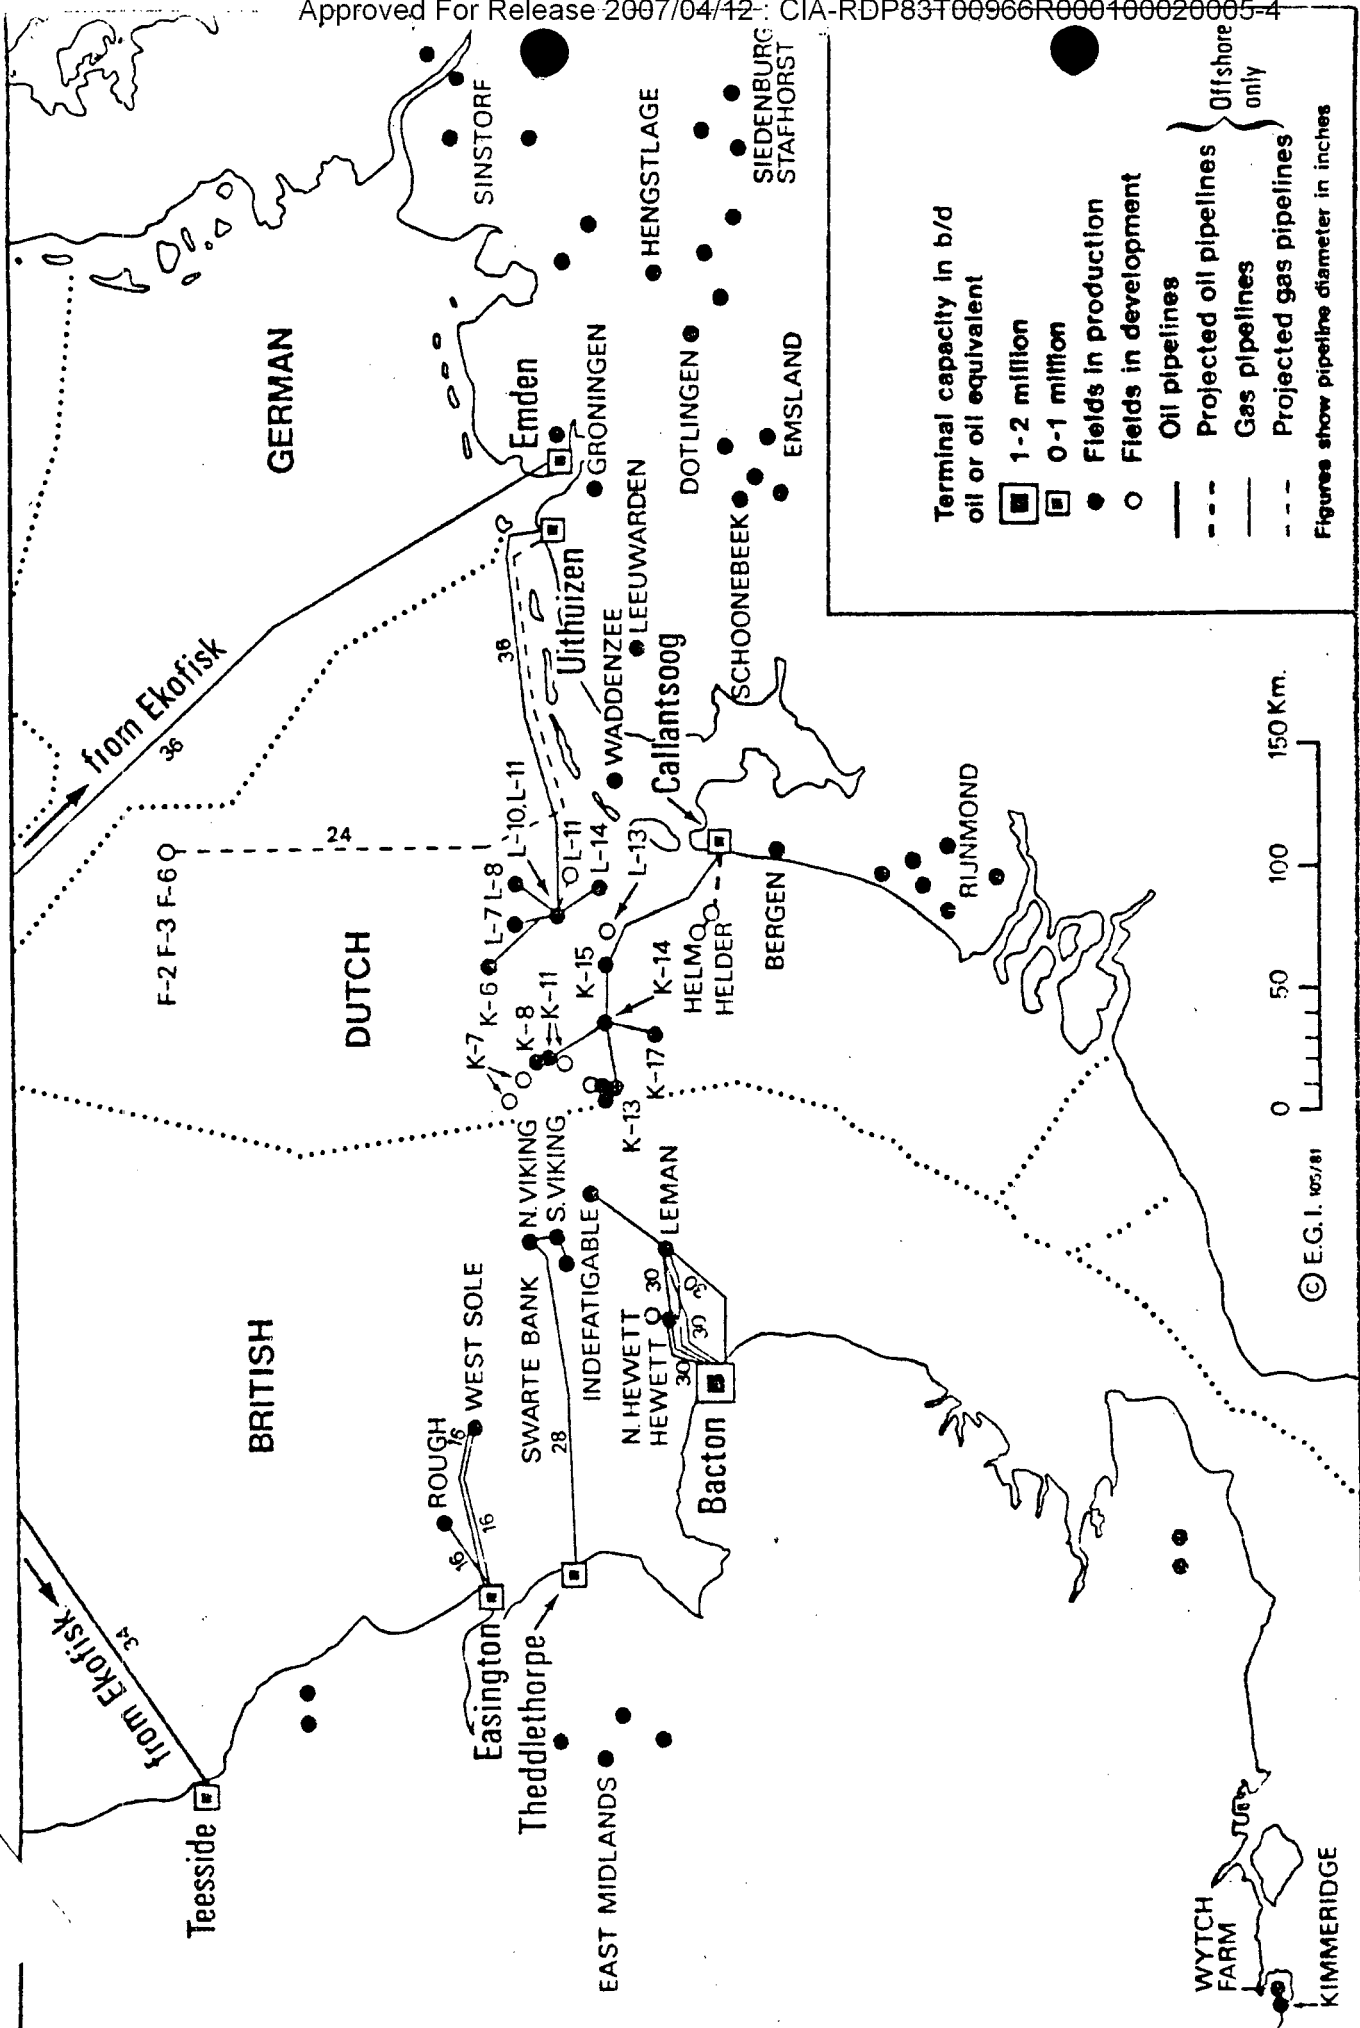 Approved For Release 2007/04/12 : CIA-RDP83T00966R000100020005-4
from Ekofisk
34
Teesside
BRITISH
ROUGH
16
WEST SOLE
16
16
Easington
Theddlethorpe
EAST MIDLANDS
SWARTE BANK
28
N. VIKING
S. VIKING
INDEFATIGABLE
LEMAN
N. HEWETT
HEWETT
30
30
30
30
Bacton
WYTCH
FARM
KIMMERIDGE
DUTCH
F-2 F-3 F-6
24
from Ekofisk
36
K-7
K-6
K-8
K-11
L-7
L-8
L-10, L-11
L-11
L-14
L-13
K-15
K-14
K-17
K-13
HELM
HELDER
BERGEN
RIJNMOND
Callantsoog
WADDENZEE
LEEUWARDEN
Uithuizen
36
GERMAN
Emden
GRONINGEN
SCHOONEBEEK
EMSLAND
DOTLINGEN
HENGSTLAGE
SINSTORF
SIEDENBURG
STAFHORST
Terminal capacity in b/d
oil or oil equivalent
1-2 million
0-1 million
Fields in production
Fields in development
Oil pipelines
Projected oil pipelines
Gas pipelines
Projected gas pipelines
Offshore
only
Figures show pipeline diameter in inches
0 50 100 150 Km.
© E.G.I. 105/81